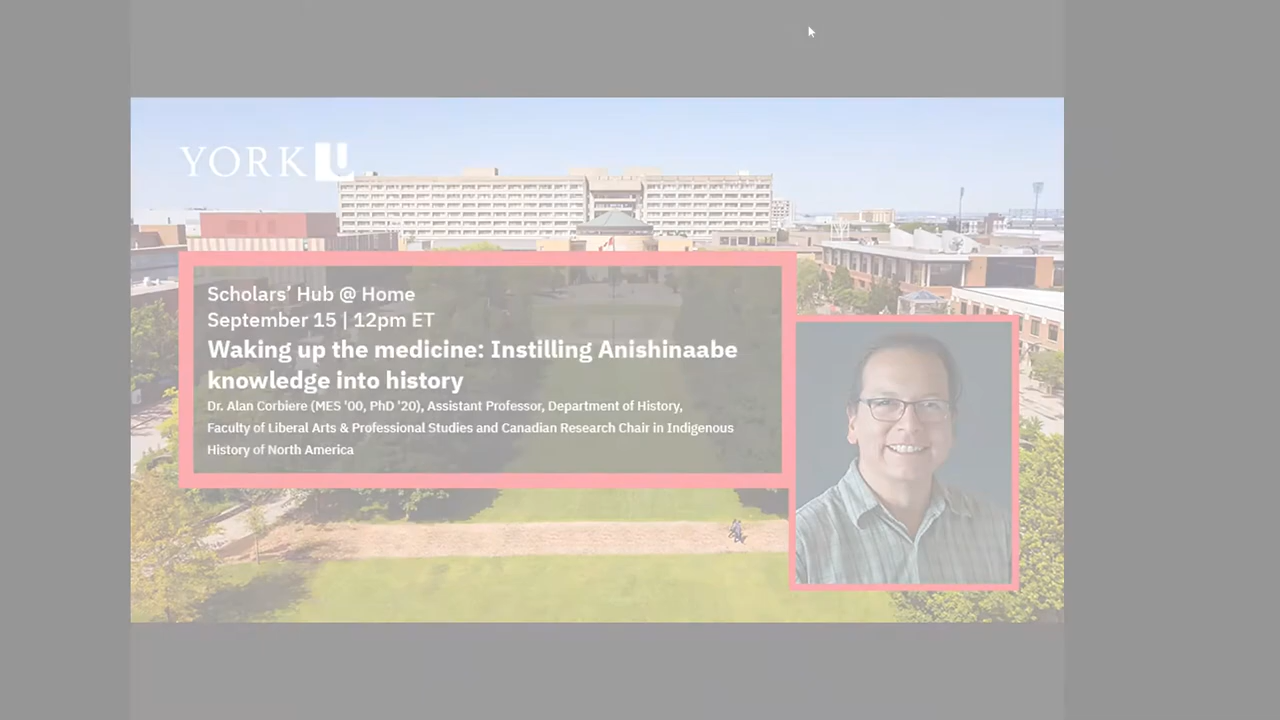 YORK U
Scholars’ Hub @ Home
September 15 | 12pm ET
Waking up the medicine: Instilling Anishinaabe
knowledge into history
Dr. Alan Corbiere (MES '00, PhD '20), Assistant Professor, Department of History,
Faculty of Liberal Arts & Professional Studies and Canadian Research Chair in Indigenous
History of North America